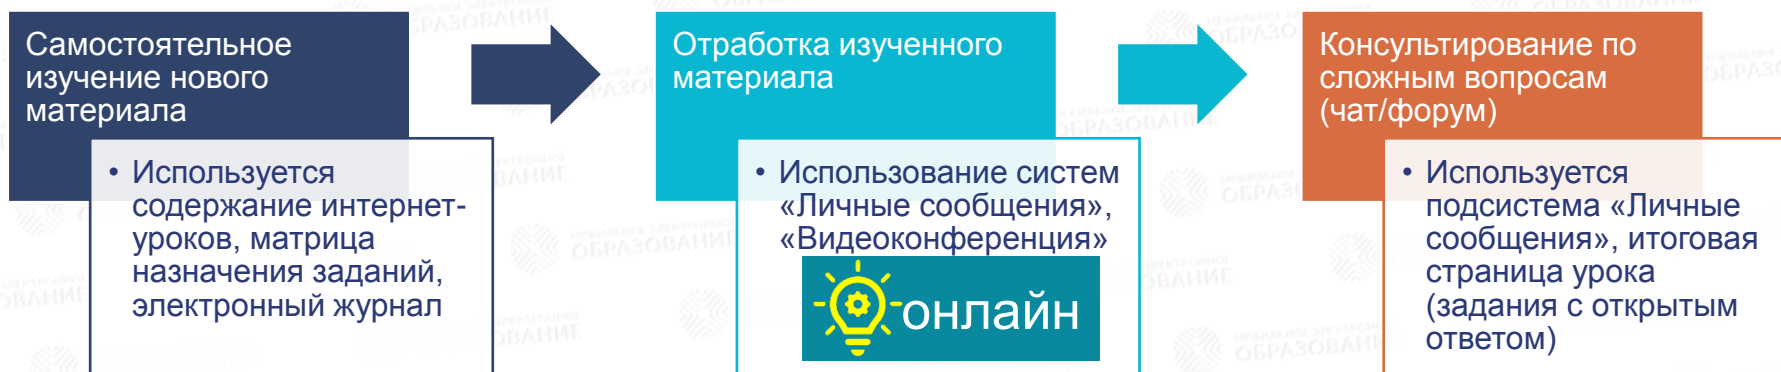 Самостоятельное
изучение нового
материала
• Используется
содержание интернет-
уроков, матрица
назначения заданий,
электронный журнал
Отработка изученного
материала
• Использование систем
«Личные сообщения»,
«Видеоконференция»
онлайн
Консультирование по
сложным вопросам
(чат/форум)
• Используется
подсистема «Личные
сообщения», итоговая
страница урока
(задания с открытым
ответом)